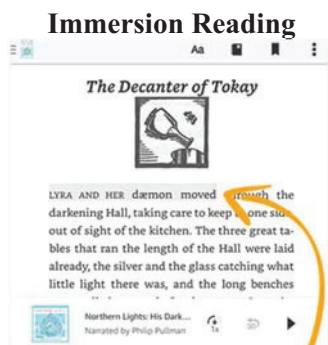 Immersion Reading
Aa
The Decanter of Tokay
LYRA AND HER dæmon moved through the
darkening Hall, taking care to keep to one side,
out of sight of the kitchen. The three great ta-
bles that ran the length of the Hall were laid
already, the silver and the glass catching what
little light there was, and the long benches
Northern Lights: His Dark...
Narrated by Philip Pullman
1x
30